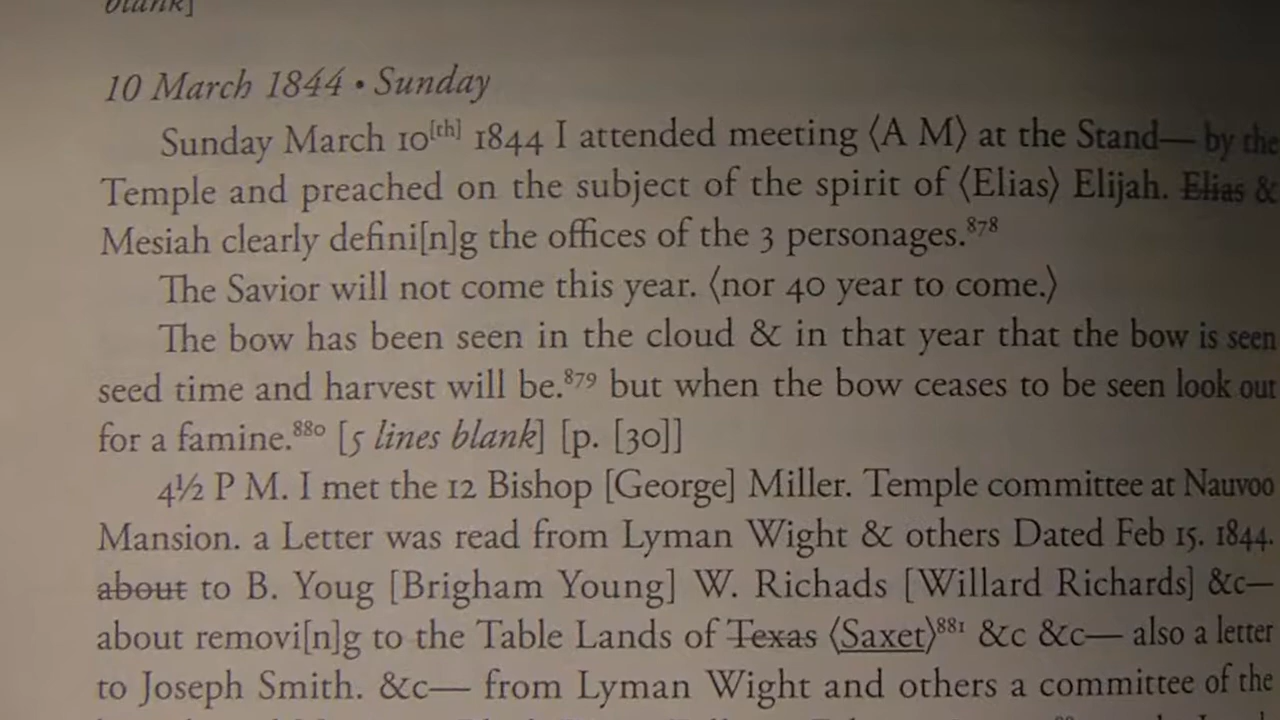 blank]
10 March 1844 • Sunday
Sunday March 10[th] 1844 I attended meeting ⟨A M⟩ at the Stand— by the
Temple and preached on the subject of the spirit of ⟨Elias⟩ Elijah. Elias &
Mesiah clearly defini[n]g the offices of the 3 personages.878
The Savior will not come this year. ⟨nor 40 year to come.⟩
The bow has been seen in the cloud & in that year that the bow is seen
seed time and harvest will be.879 but when the bow ceases to be seen look out
for a famine.880 [5 lines blank] [p. [30]]
4½ P M. I met the 12 Bishop [George] Miller. Temple committee at Nauvoo
Mansion. a Letter was read from Lyman Wight & others Dated Feb 15. 1844.
about to B. Youg [Brigham Young] W. Richads [Willard Richards] &c—
about removi[n]g to the Table Lands of Texas ⟨Saxet⟩881 &c &c— also a letter
to Joseph Smith. &c— from Lyman Wight and others a committee of the